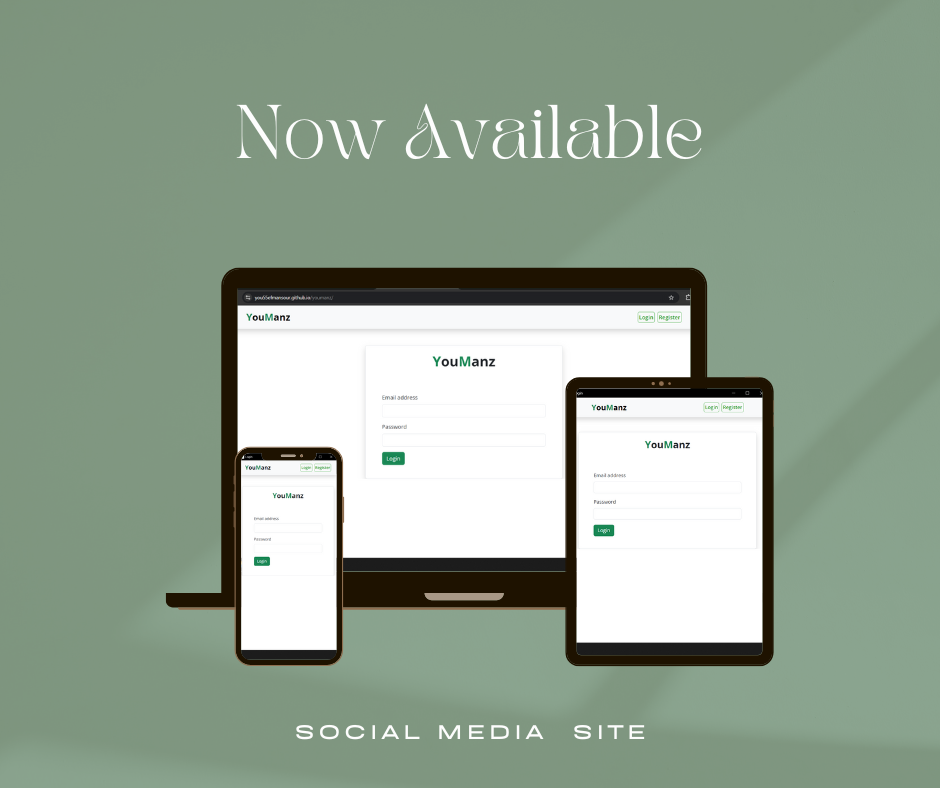 Now Available
YouManz
Login Register
YouManz
Email address
Password
Login
YouManz
Login Register
YouManz
Email address
Password
Login
YouManz
Login Register
YouManz
Email address
Password
Login
SOCIAL MEDIA SITE